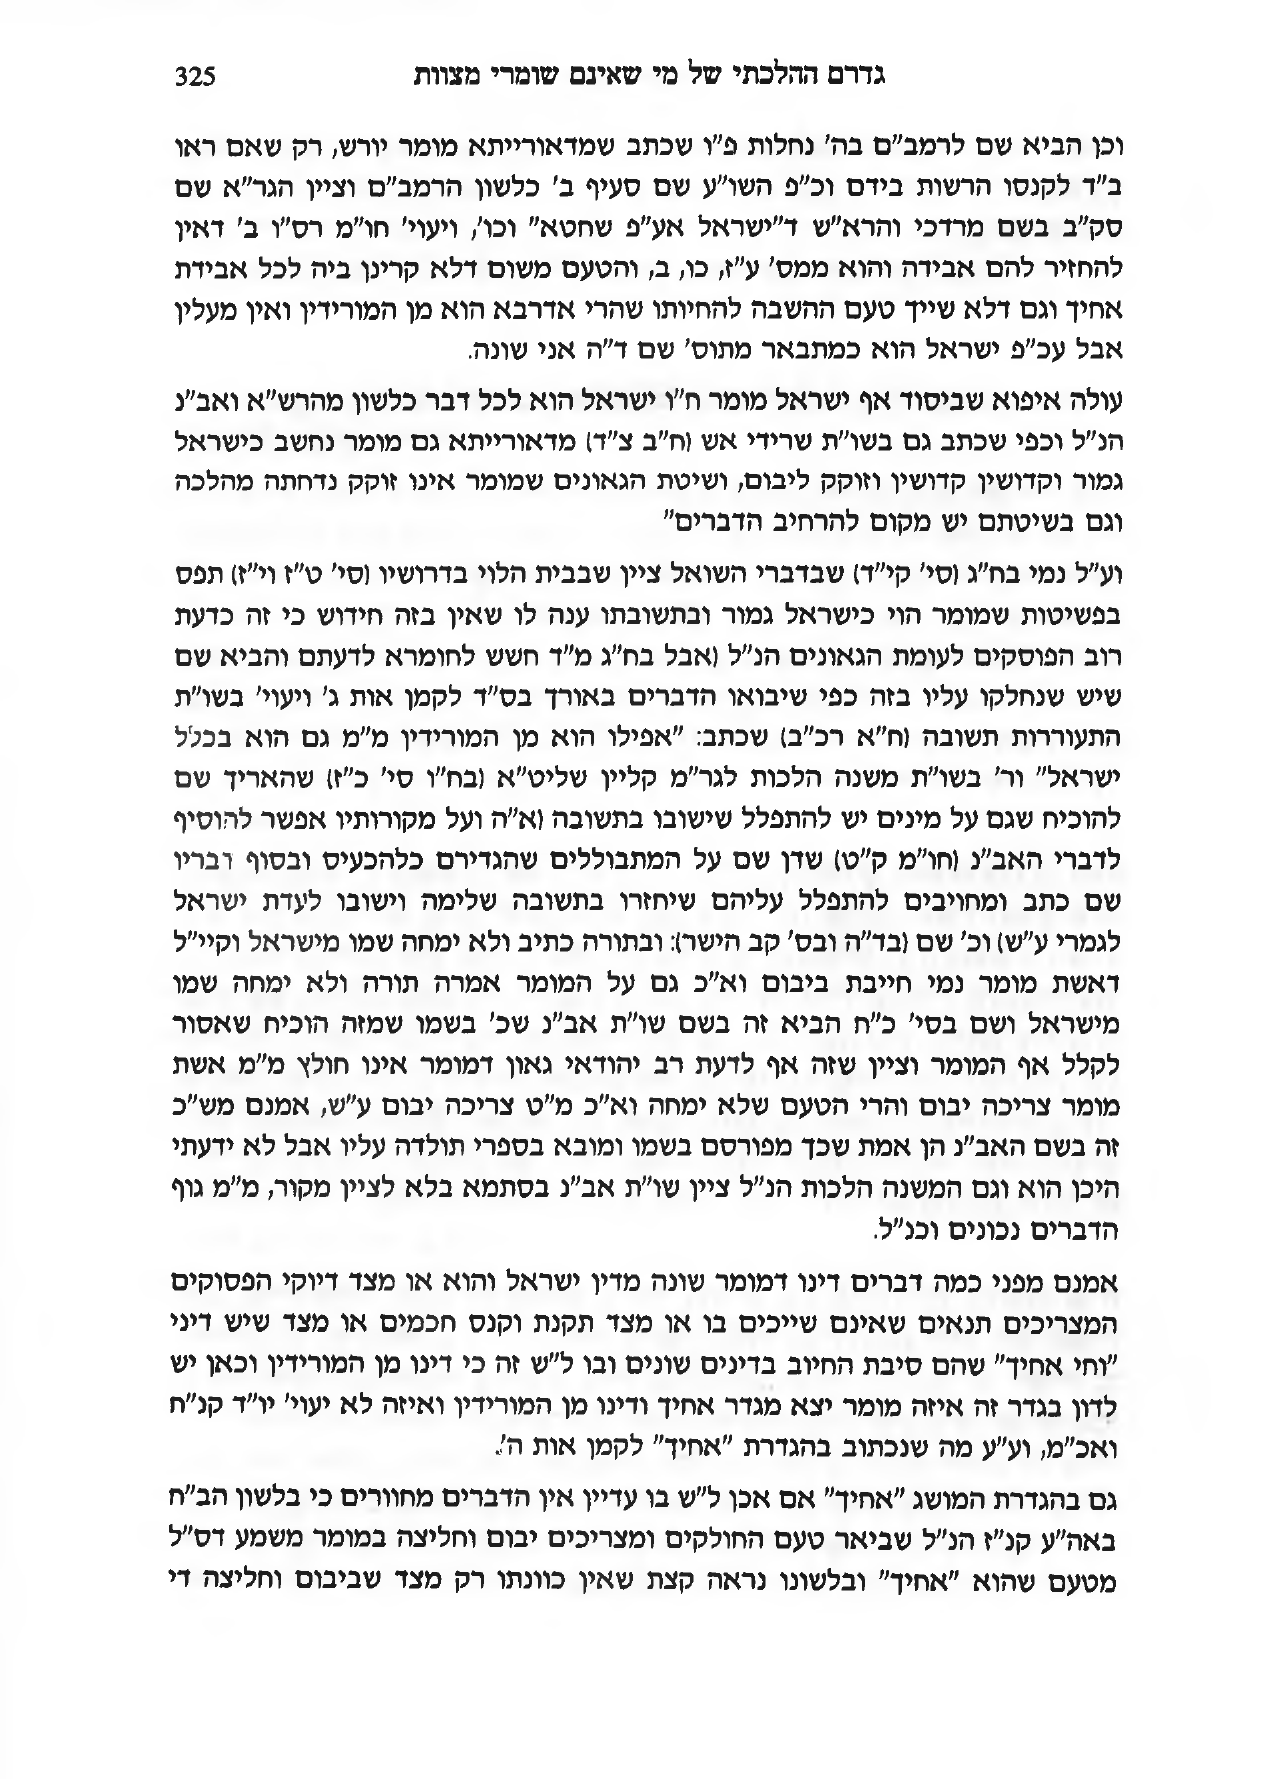 גדרם ההלכתי של מי שאינם שומרי מצוות 325
וכן הביא שם לרמב"ם בה' נחלות פ"ו שכתב שמדאורייתא מומר יורש, רק שאם ראו
ב"ד לקנסו הרשות בידם וכ"פ השו"ע שם סעיף ב' כלשון הרמב"ם וציין הגר"א שם
סק"ב בשם מרדכי והרא"ש ד"ישראל אע"פ שחטא" וכו', ויעוי' חו"מ רס"ו ב' דאין
להחזיר להם אבידה והוא ממס' ע"ז, כו, ב, והטעם משום דלא קרינן ביה לכל אבידת
אחיך וגם דלא שייך טעם ההשבה להחיותו שהרי אדרבא הוא מן המורידין ואין מעלין
אבל עכ"פ ישראל הוא כמתבאר מתוס' שם ד"ה אני שונה.
עולה איפוא שביסוד אף ישראל מומר ח"ו ישראל הוא לכל דבר כלשון מהרש"א ואב"נ
הנ"ל וכפי שכתב גם בשו"ת שרידי אש (ח"ב צ"ד) מדאורייתא גם מומר נחשב כישראל
גמור וקדושין קדושין וזוקק ליבום, ושיטת הגאונים שמומר אינו זוקק נדחתה מהלכה
וגם בשיטתם יש מקום להרחיב הדברים"
וע"ל נמי בח"ג (סי' קי"ד) שבדברי השואל ציין שבבית הלוי בדרושיו (סי' ט"ז וי"ז) תפס
בפשיטות שמומר הוי כישראל גמור ובתשובתו ענה לו שאין בזה חידוש כי זה כדעת
רוב הפוסקים לעומת הגאונים הנ"ל (אבל בח"ג מ"ד חשש לחומרא לדעתם והביא שם
שיש שנחלקו עליו בזה כפי שיבואו הדברים באורך בס"ד לקמן אות ג' ויעוי' בשו"ת
התעוררות תשובה (ח"א רכ"ב) שכתב: "אפילו הוא מן המורידין מ"מ גם הוא בכלל
ישראל" ור' בשו"ת משנה הלכות לגר"מ קליין שליט"א (בח"ו סי' כ"ז) שהאריך שם
להוכיח שגם על מינים יש להתפלל שישובו בתשובה (א"ה ועל מקורותיו אפשר להוסיף
לדברי האב"נ (חו"מ ק"ט) שדן שם על המתבוללים שהגדירם כלהכעיס ובסוף דבריו
שם כתב ומחויבים להתפלל עליהם שיחזרו בתשובה שלימה וישובו לעדת ישראל
לגמרי ע"ש) וכ' שם (בד"ה ובס' קב הישר): ובתורה כתיב ולא ימחה שמו מישראל וקיי"ל
דאשת מומר נמי חייבת ביבום וא"כ גם על המומר אמרה תורה ולא ימחה שמו
מישראל ושם בסי' כ"ח הביא זה בשם שו"ת אב"נ שכ' בשמו שמזה הוכיח שאסור
לקלל אף המומר וציין שזה אף לדעת רב יהודאי גאון דמומר אינו חולץ מ"מ אשת
מומר צריכה יבום והרי הטעם שלא ימחה וא"כ מ"ט צריכה יבום ע"ש, אמנם מש"כ
זה בשם האב"נ הן אמת שכך מפורסם בשמו ומובא בספרי תולדה עליו אבל לא ידעתי
היכן הוא וגם המשנה הלכות הנ"ל ציין שו"ת אב"נ בסתמא בלא לציין מקור, מ"מ גוף
הדברים נכונים וכנ"ל.
אמנם מפני כמה דברים דינו דמומר שונה מדין ישראל והוא או מצד דיוקי הפסוקים
המצריכים תנאים שאינם שייכים בו או מצד תקנת וקנס חכמים או מצד שיש דיני
"וחי אחיך" שהם סיבת החיוב בדינים שונים ובו ל"ש זה כי דינו מן המורידין וכאן יש
לדון בגדר זה איזה מומר יצא מגדר אחיך ודינו מן המורידין ואיזה לא יעוי' יו"ד קנ"ח
ואכ"מ, וע"ע מה שנכתוב בהגדרת "אחיך" לקמן אות ה'.
גם בהגדרת המושג "אחיך" אם אכן ל"ש בו עדיין אין הדברים מחוורים כי בלשון הב"ח
באה"ע קנ"ז הנ"ל שביאר טעם החולקים ומצריכים יבום וחליצה במומר משמע דס"ל
מטעם שהוא "אחיך" ובלשונו נראה קצת שאין כוונתו רק מצד שביבום וחליצה די